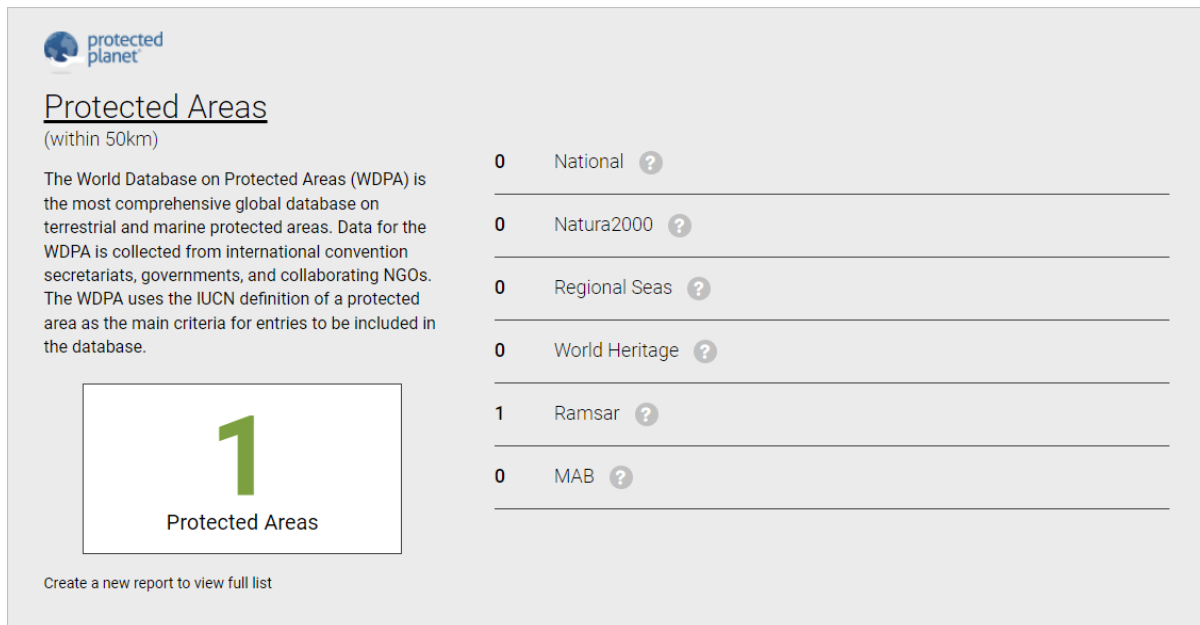 protected
planet
Protected Areas
(within 50km)
The World Database on Protected Areas (WDPA) is
the most comprehensive global database on
terrestrial and marine protected areas. Data for the
WDPA is collected from international convention
secretariats, governments, and collaborating NGOs.
The WDPA uses the IUCN definition of a protected
area as the main criteria for entries to be included in
the database.
1
Protected Areas
Create a new report to view full list
0 National ?
0 Natura2000 ?
0 Regional Seas ?
0 World Heritage ?
1 Ramsar ?
0 MAB ?